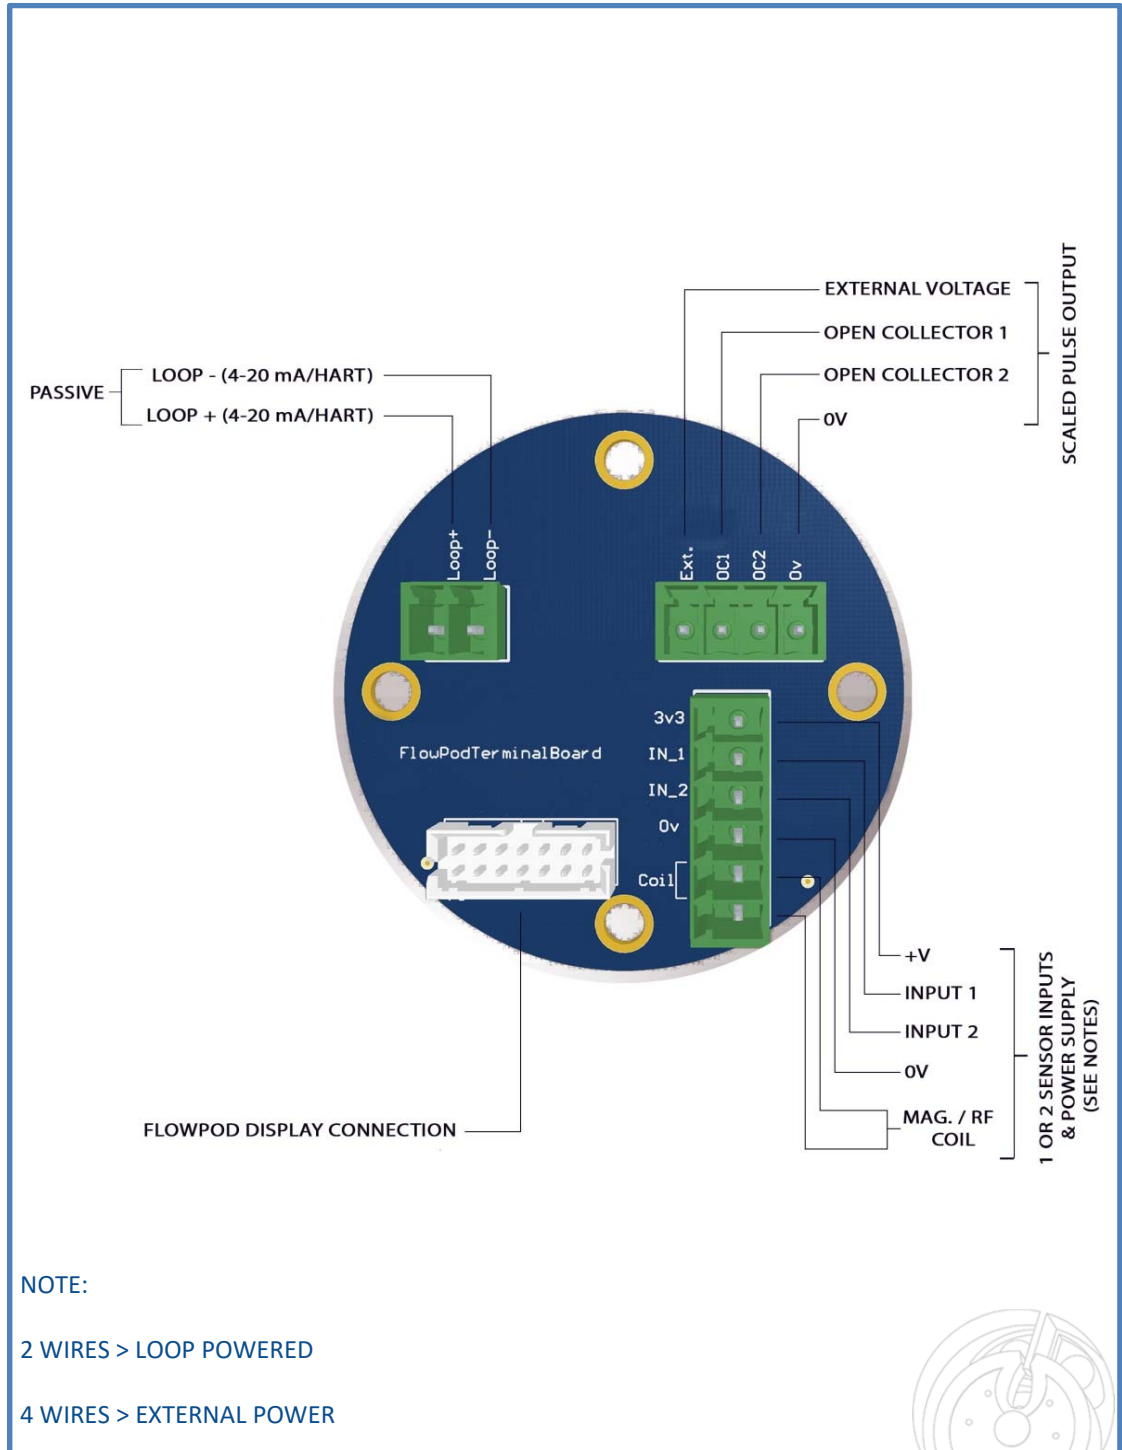 EXTERNAL VOLTAGE
OPEN COLLECTOR 1
OPEN COLLECTOR 2
0V
SCALED PULSE OUTPUT
PASSIVE
LOOP - (4-20 mA/HART)
LOOP + (4-20 mA/HART)
Loop+
Loop-
Ext.
OC1
OC2
0v
3v3
IN_1
IN_2
0v
Coil
FlowPodTerminalBoard
+V
INPUT 1
INPUT 2
0V
MAG. / RF
COIL
1 OR 2 SENSOR INPUTS
& POWER SUPPLY
(SEE NOTES)
FLOWPOD DISPLAY CONNECTION
NOTE:
2 WIRES > LOOP POWERED
4 WIRES > EXTERNAL POWER